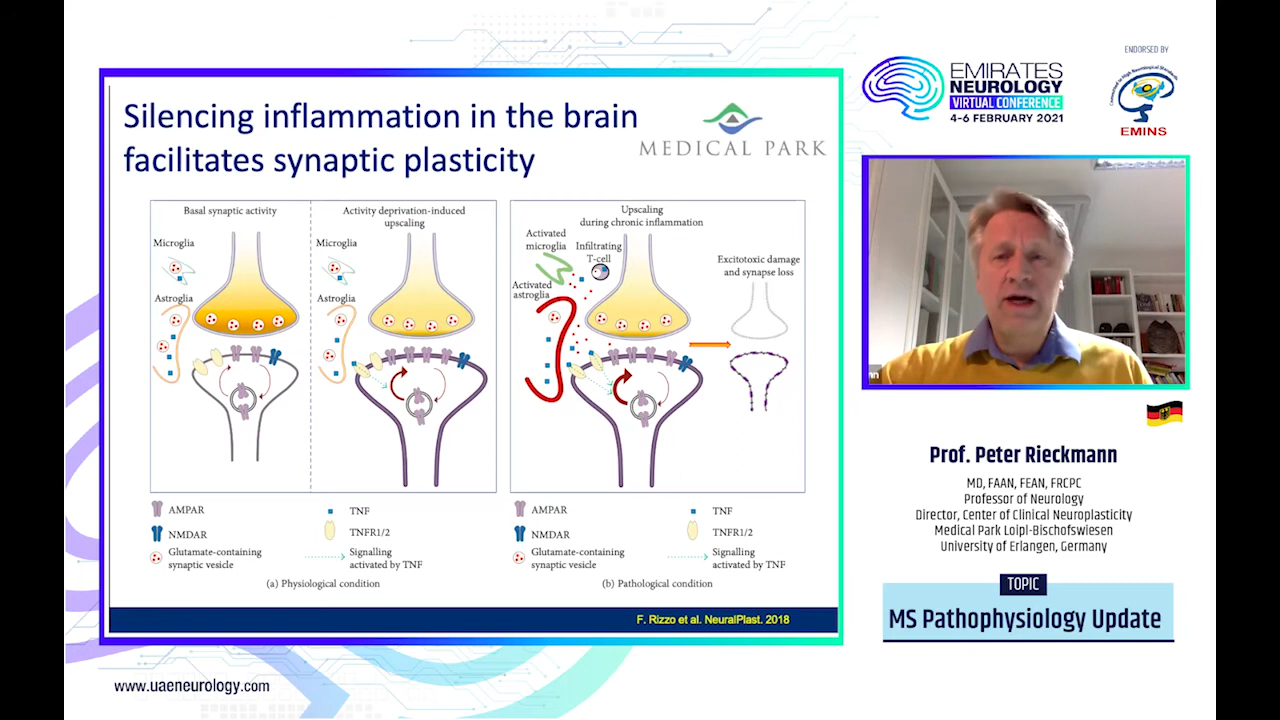 Silencing inflammation in the brain
facilitates synaptic plasticity
MEDICAL PARK
Basal synaptic activity
Activity deprivation-induced
upscaling
Microglia
Microglia
Astroglia
Astroglia
Upscaling
during chronic inflammation
Activated
microglia
Infiltrating
T-cell
Activated
astroglia
Excitotoxic damage
and synapse loss
AMPAR
NMDAR
Glutamate-containing
synaptic vesicle
TNF
TNFR1/2
Signalling
activated by TNF
(a) Physiological condition
AMPAR
NMDAR
Glutamate-containing
synaptic vesicle
TNF
TNFR1/2
Signalling
activated by TNF
(b) Pathological condition
F. Rizzo et al. NeuralPlast. 2018
www.uaeneurology.com
EMIRATES
NEUROLOGY
VIRTUAL CONFERENCE
4-6 FEBRUARY 2021
ENDORSED BY
EMINS
Prof. Peter Rieckmann
MD, FAAN, FEAN, FRCPC
Professor of Neurology
Director, Center of Clinical Neuroplasticity
Medical Park Loipl-Bischofswiesen
University of Erlangen, Germany
TOPIC
MS Pathophysiology Update